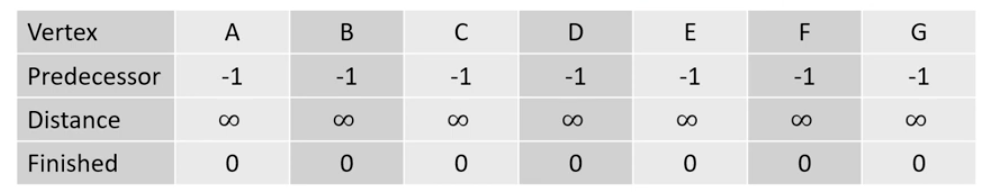 Vertex A B C D E F G
Predecessor -1 -1 -1 -1 -1 -1 -1
Distance ∞ ∞ ∞ ∞ ∞ ∞ ∞
Finished 0 0 0 0 0 0 0